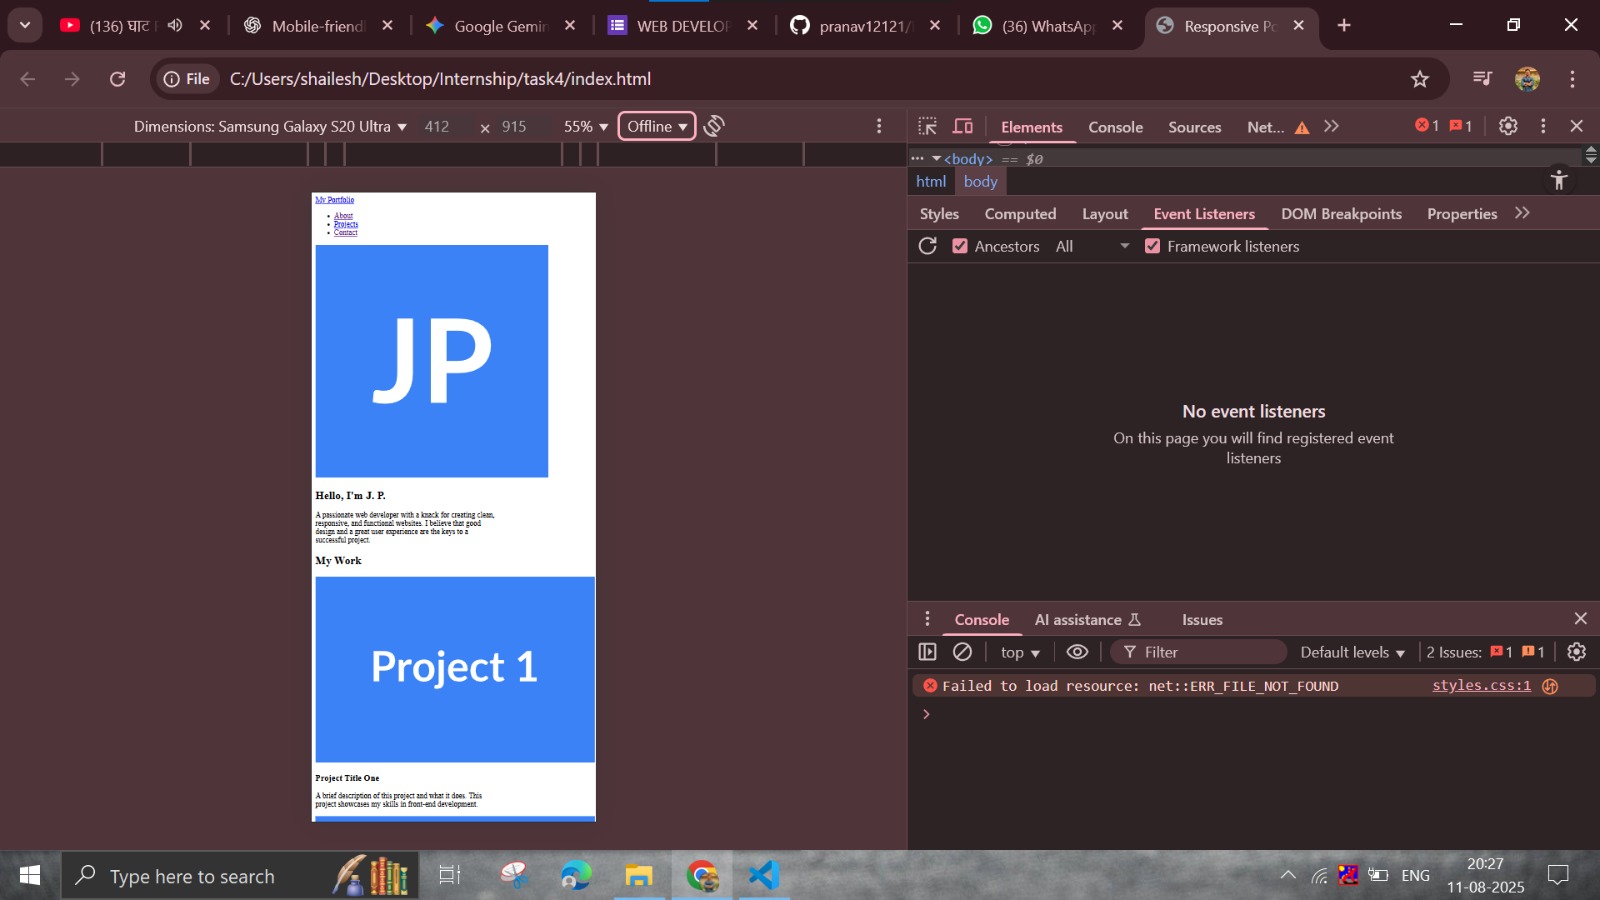 (136) घाट
Mobile-friend
Google Gemin
WEB DEVELOP
pranav12121/
(36) WhatsApp
Responsive Po
File
C:/Users/shailesh/Desktop/Internship/task4/index.html
Dimensions: Samsung Galaxy S20 Ultra
412
×
915
55%
Offline
Elements
Console
Sources
Net...
1
1
<body> == $0
html
body
Styles
Computed
Layout
Event Listeners
DOM Breakpoints
Properties
Ancestors
All
Framework listeners
No event listeners
On this page you will find registered event
listeners
My Portfolio
About
Projects
Contact
JP
Hello, I'm J. P.
A passionate web developer with a knack for creating clean,
responsive, and functional websites. I believe that good
design and a great user experience are the keys to a
successful project.
My Work
Project 1
Project Title One
A brief description of this project and what it does. This
project showcases my skills in front-end development.
Console
AI assistance
Issues
top
Filter
Default levels
2 Issues:
1
1
Failed to load resource: net::ERR_FILE_NOT_FOUND
styles.css:1
Type here to search
ENG
20:27
11-08-2025